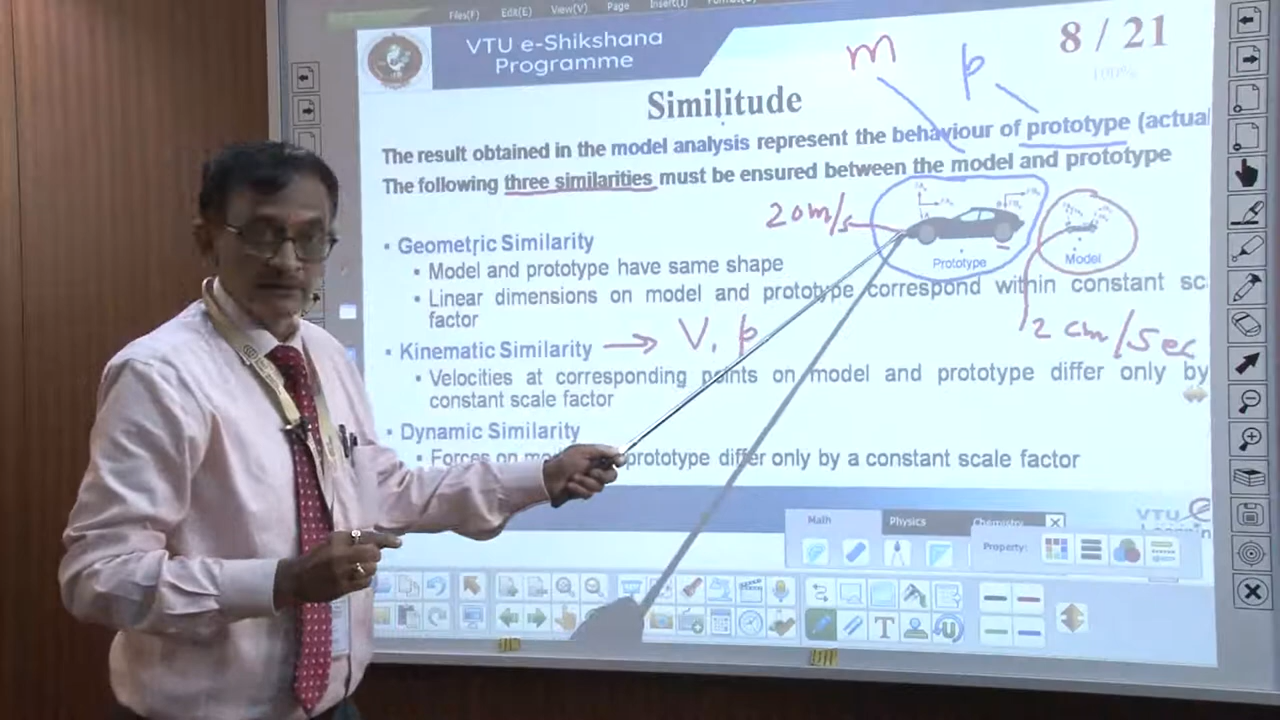 Files(F) Edit(E) View(V) Page Insert(I)
VTU e-Shikshana
Programme
8 / 21
100%
m p
Similitude
The result obtained in the model analysis represent the behaviour of prototype (actual
The following three similarities must be ensured between the model and prototype
20m/s
Prototype
Model
• Geometric Similarity
• Model and prototype have same shape
• Linear dimensions on model and prototype correspond within constant sc
factor
2 cm/sec
• Kinematic Similarity → V, p
• Velocities at corresponding points on model and prototype differ only by
constant scale factor
• Dynamic Similarity
• Forces on prototype differ only by a constant scale factor
VTU e
Math Physics Chemistry
Property:
T